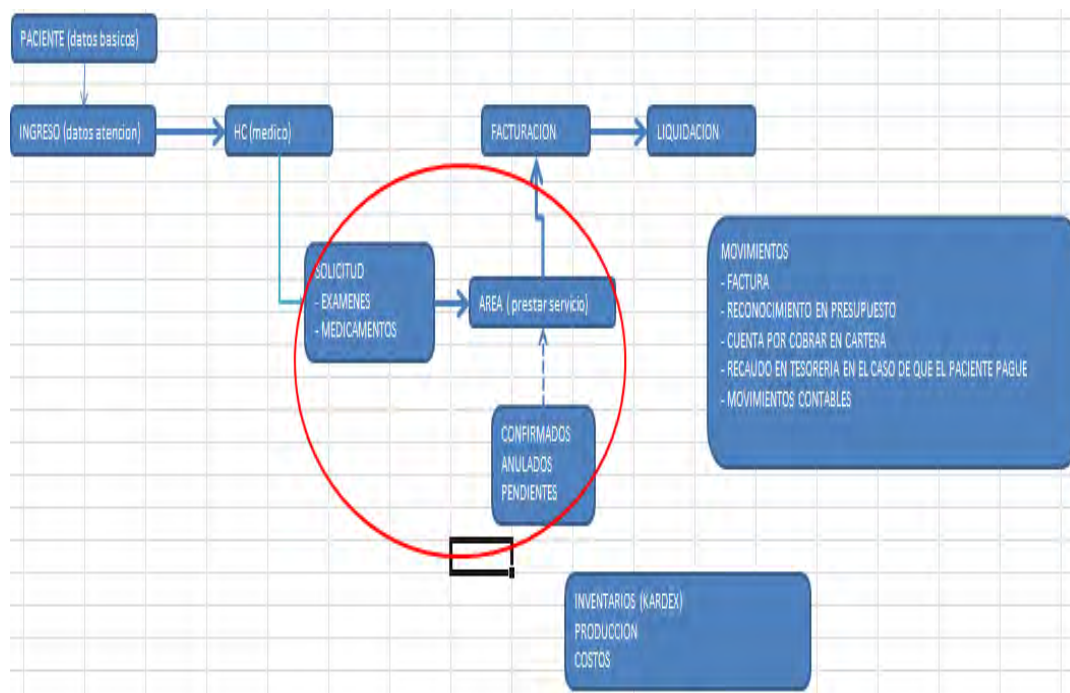 PACIENTE (datos basicos)
INGRESO (datos atencion)
HC (medico)
FACTURACION
LIQUIDACION
SOLICITUD
- EXAMENES
- MEDICAMENTOS
AREA ( prestar servicio)
CONFIRMADOS
ANULADOS
PENDIENTES
MOVIMIENTOS
- FACTURA
- RECONOCIMIENTO EN PRESUPUESTO
- CUENTA POR COBRAR EN CARTERA
- RECAUDO EN TESORERIA EN EL CASO DE QUE EL PACIENTE PAGUE
- MOVIMIENTOS CONTABLES
INVENTARIOS (KARDEX)
PRODUCCION
COSTOS